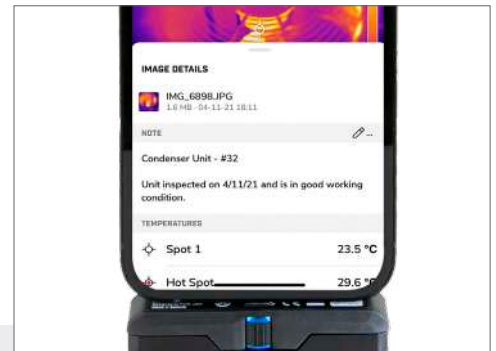 IMAGE DETAILS
IMG_6898.JPG
1.6 MB - 04-11-21 18:11
NOTE
Condenser Unit - #32
Unit inspected on 4/11/21 and is in good working
condition.
TEMPERATURES
Spot 1 23.5 °C
Hot Spot 29.6 °C